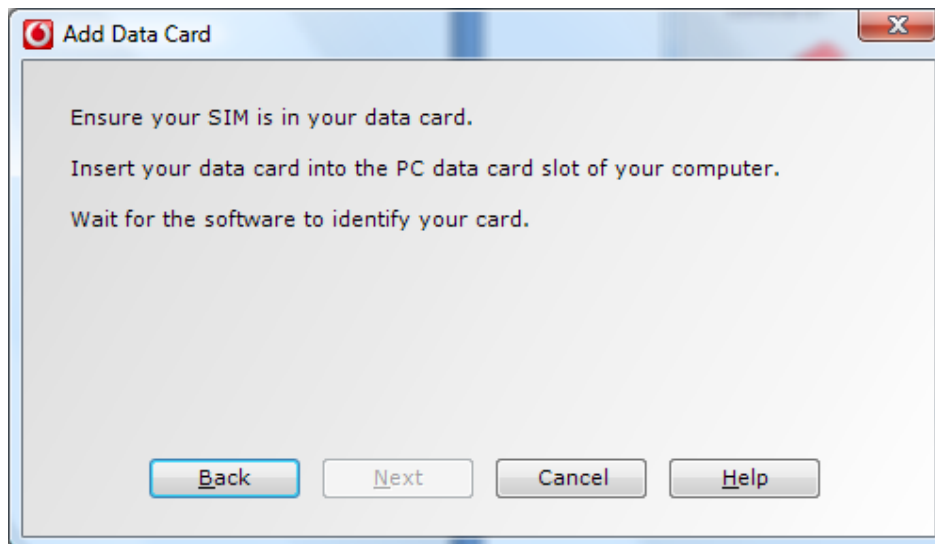 Add Data Card
Ensure your SIM is in your data card.
Insert your data card into the PC data card slot of your computer.
Wait for the software to identify your card.
Back Next Cancel Help